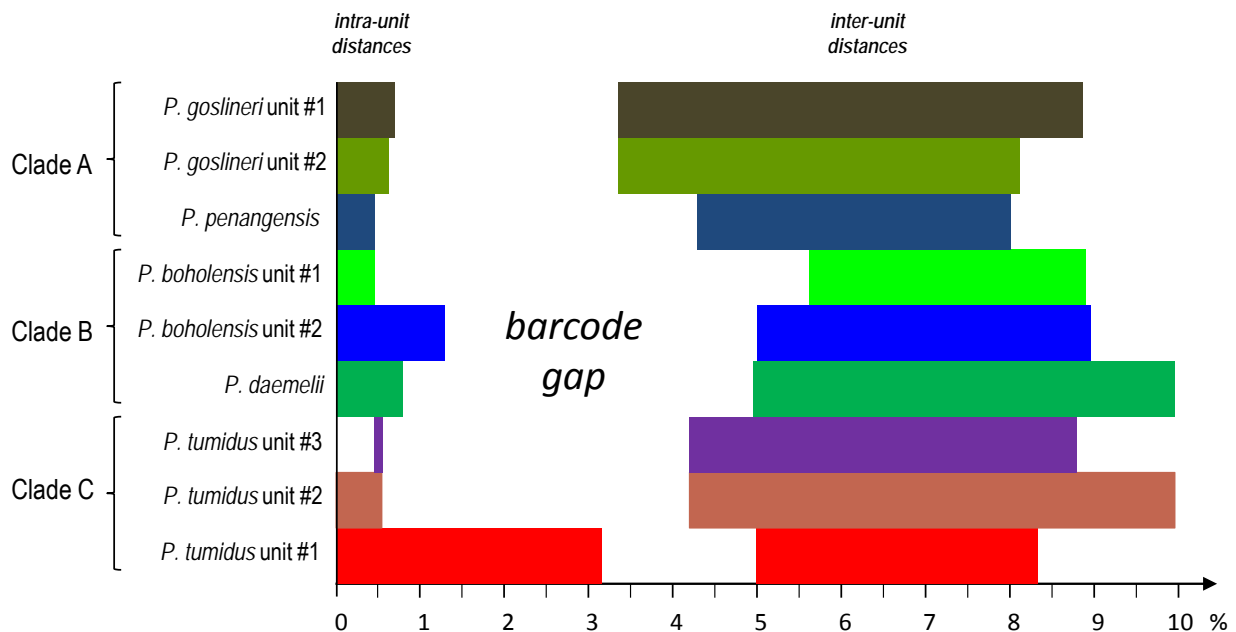 intra-unit
distances
inter-unit
distances
Clade A
P. goslineri unit #1
P. goslineri unit #2
P. penangensis
Clade B
P. boholensis unit #1
P. boholensis unit #2
P. daemelii
barcode
gap
Clade C
P. tumidus unit #3
P. tumidus unit #2
P. tumidus unit #1
0 1 2 3 4 5 6 7 8 9 10 %